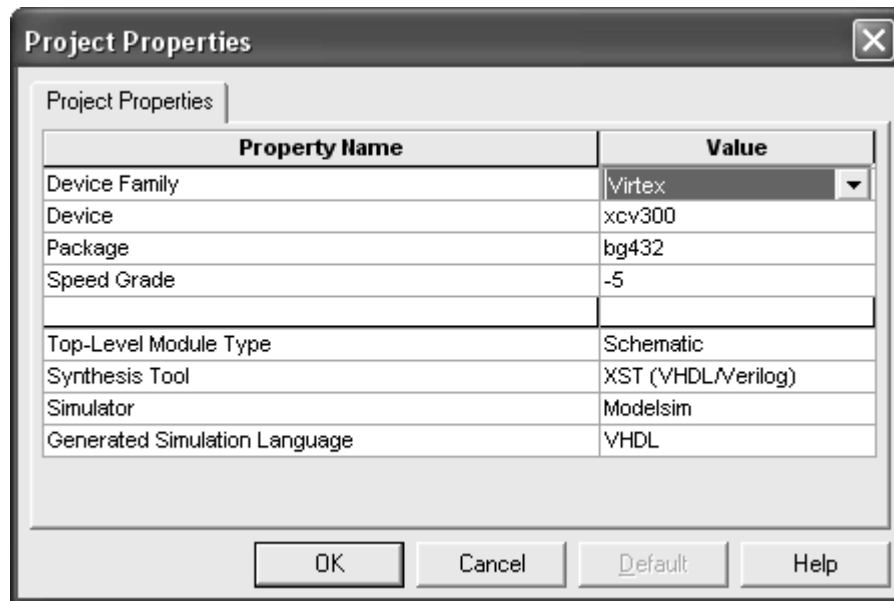 Project Properties
Project Properties
Property Name Value
Device Family Virtex
Device xcv300
Package bg432
Speed Grade -5
Top-Level Module Type Schematic
Synthesis Tool XST (VHDL/Verilog)
Simulator Modelsim
Generated Simulation Language VHDL
OK Cancel Default Help